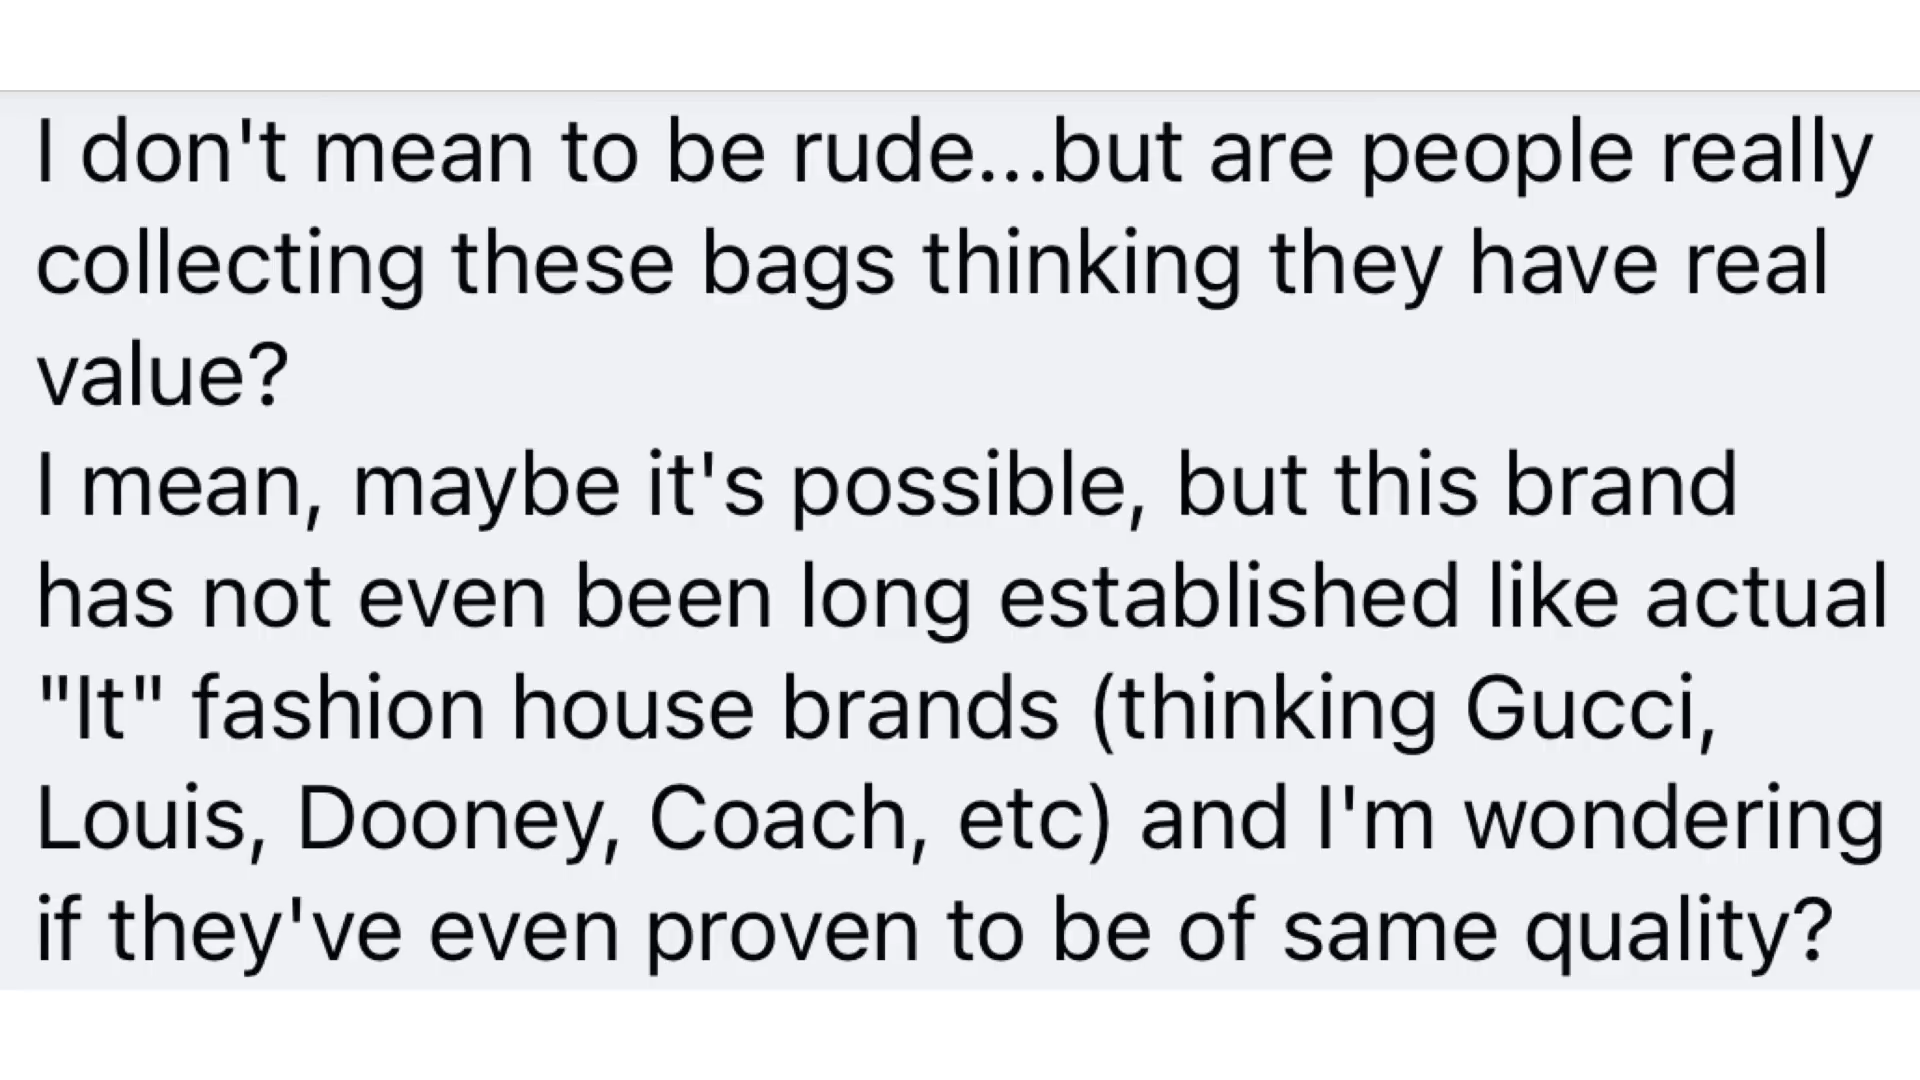 I don't mean to be rude...but are people really
collecting these bags thinking they have real
value?
I mean, maybe it's possible, but this brand
has not even been long established like actual
"It" fashion house brands (thinking Gucci,
Louis, Dooney, Coach, etc) and I'm wondering
if they've even proven to be of same quality?